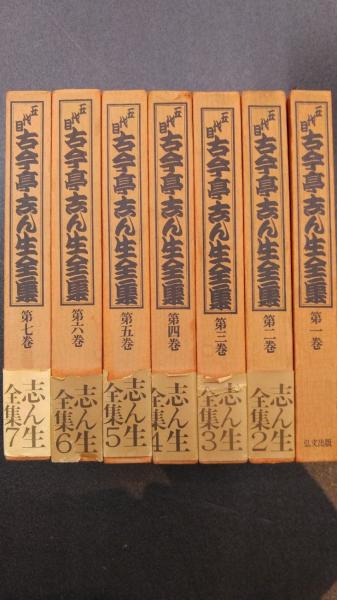 五代目
古今亭志ん生全集
第七巻
志ん生
全集7
五代目
古今亭志ん生全集
第六巻
志ん生
全集6
五代目
古今亭志ん生全集
第五巻
志ん生
全集5
五代目
古今亭志ん生全集
第四巻
志ん生
全集4
五代目
古今亭志ん生全集
第三巻
志ん生
全集3
五代目
古今亭志ん生全集
第二巻
志ん生
全集2
五代目
古今亭志ん生全集
第一巻
弘文出版